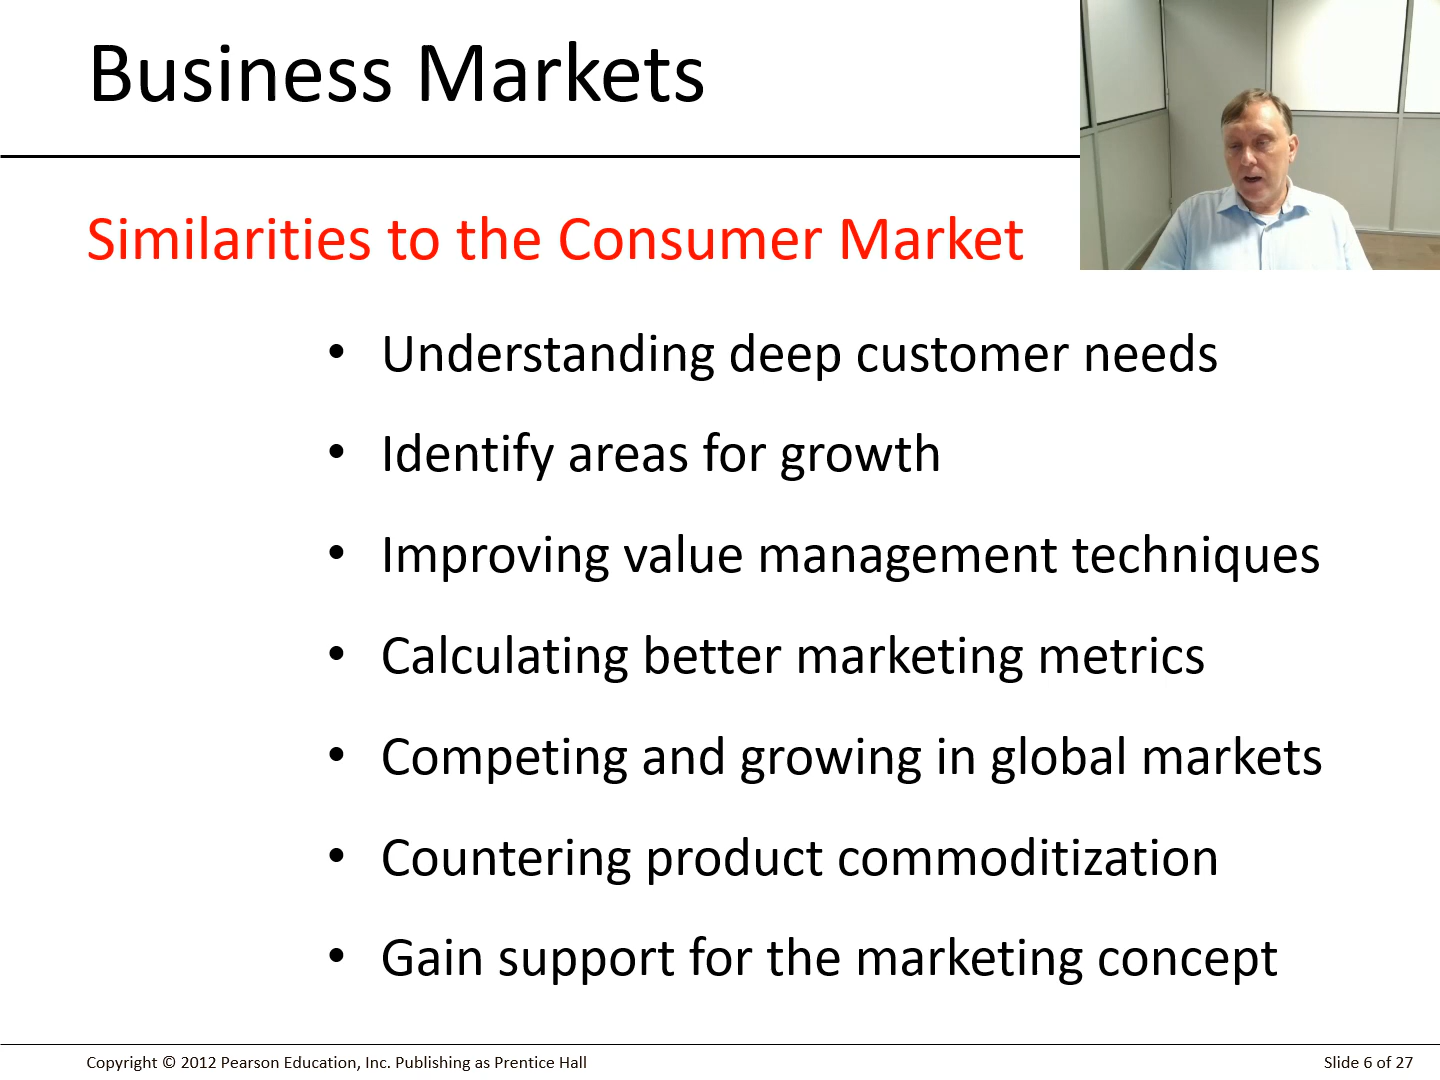 Business Markets
Similarities to the Consumer Market
• Understanding deep customer needs
• Identify areas for growth
• Improving value management techniques
• Calculating better marketing metrics
• Competing and growing in global markets
• Countering product commoditization
• Gain support for the marketing concept
Copyright © 2012 Pearson Education, Inc. Publishing as Prentice Hall
Slide 6 of 27